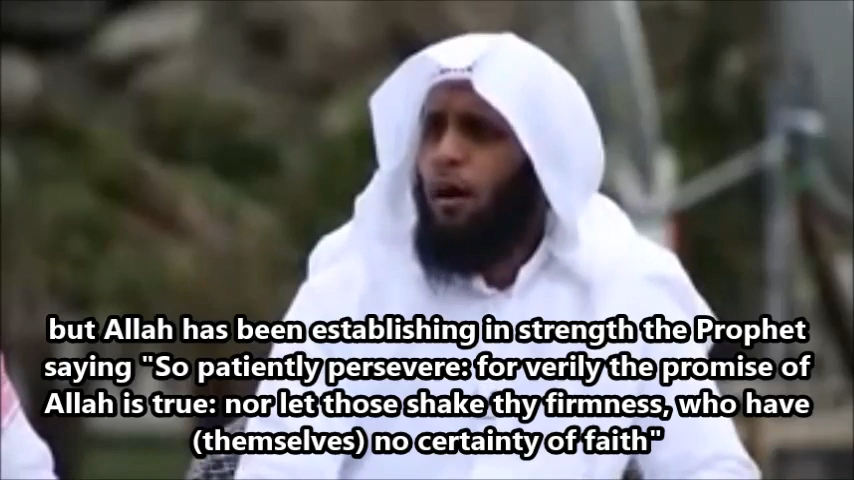 but Allah has been establishing in strength the Prophet
saying "So patiently persevere: for verily the promise of
Allah is true: nor let those shake thy firmness, who have
(themselves) no certainty of faith"